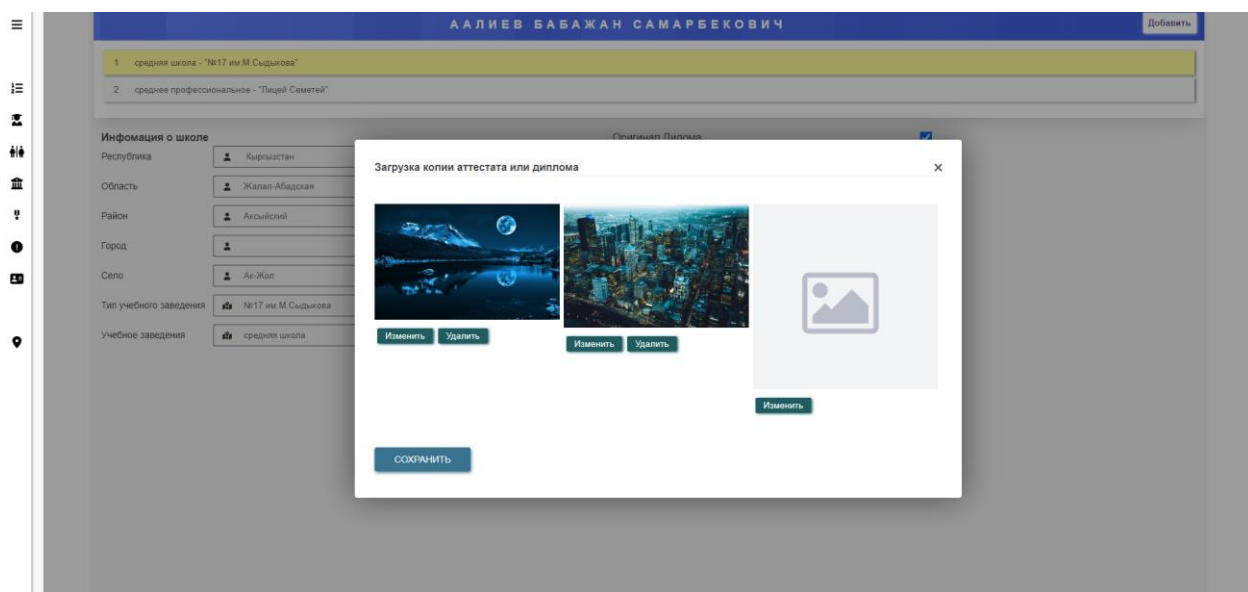 ААЛИЕВ БАБАЖАН САМАРБЕКОВИЧ
Добавить
1 средняя школа - "№17 им.М.Сыдыкова"
2 среднее профессиональное - "Лицей Семетей"
Инфомация о школе
Оригинал Диплома
Республика Кыргызстан
Область Жалал-Абадская
Район Аксыйский
Город
Село Ак-Жол
Тип учебного заведения №17 им.М.Сыдыкова
Учебное заведения средняя школа
Загрузка копии аттестата или диплома
×
Изменить Удалить
Изменить Удалить
Изменить
СОХРАНИТЬ